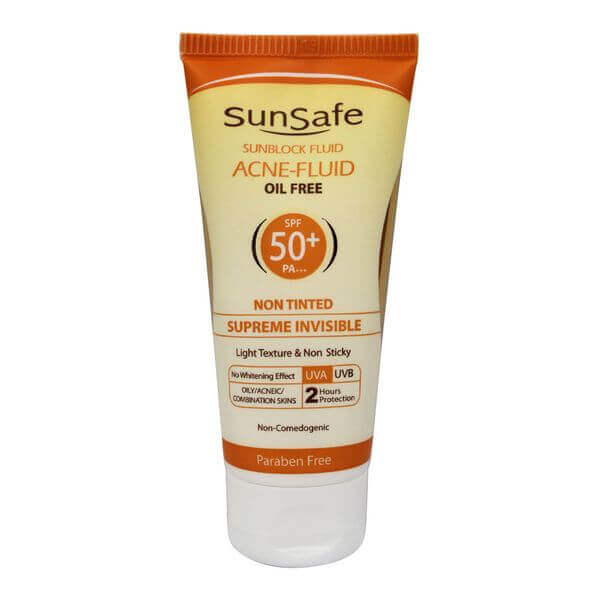 SunSafe
SUNBLOCK FLUID
ACNE-FLUID
OIL FREE
SPF
50+
PA+++
NON TINTED
SUPREME INVISIBLE
Light Texture & Non Sticky
No Whitening Effect UVA UVB
OILY/ACNEIC/
COMBINATION SKINS
2 Hours
Protection
Non-Comedogenic
Paraben Free